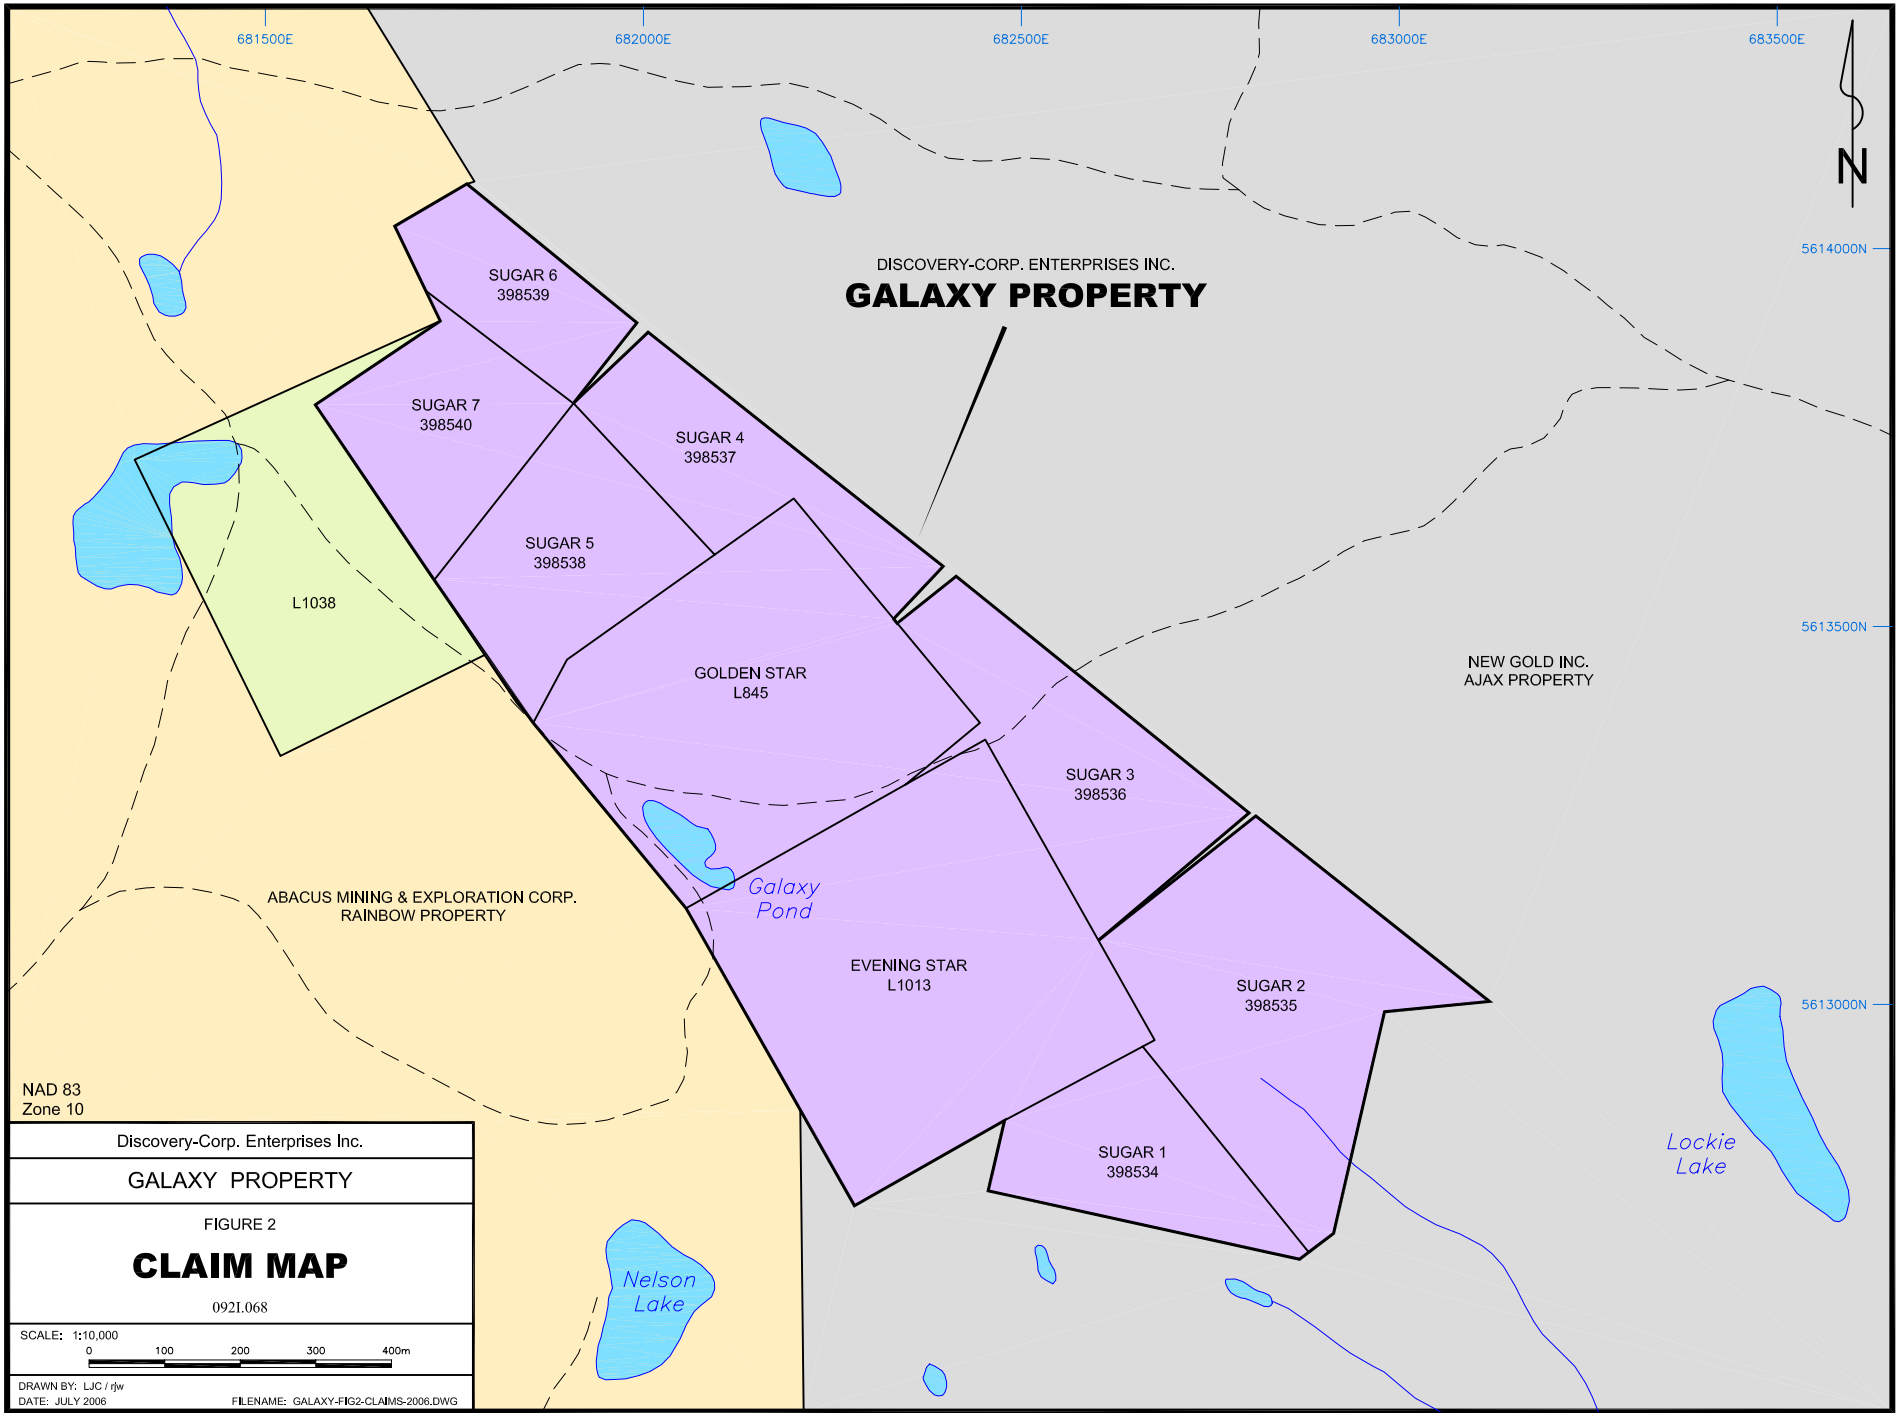 681500E
682000E
682500E
683000E
683500E
N
5614000N
DISCOVERY-CORP. ENTERPRISES INC.
GALAXY PROPERTY
SUGAR 6
398539
SUGAR 7
398540
SUGAR 4
398537
SUGAR 5
398538
L1038
5613500N
GOLDEN STAR
L845
NEW GOLD INC.
AJAX PROPERTY
SUGAR 3
398536
ABACUS MINING & EXPLORATION CORP.
RAINBOW PROPERTY
Galaxy
Pond
EVENING STAR
L1013
SUGAR 2
398535
5613000N
SUGAR 1
398534
Lockie
Lake
Nelson
Lake
NAD 83
Zone 10
Discovery-Corp. Enterprises Inc.
GALAXY PROPERTY
FIGURE 2
CLAIM MAP
092I.068
SCALE: 1:10,000
0 100 200 300 400m
DRAWN BY: LJC / rjw
DATE: JULY 2006
FILENAME: GALAXY-FIG2-CLAIMS-2006.DWG